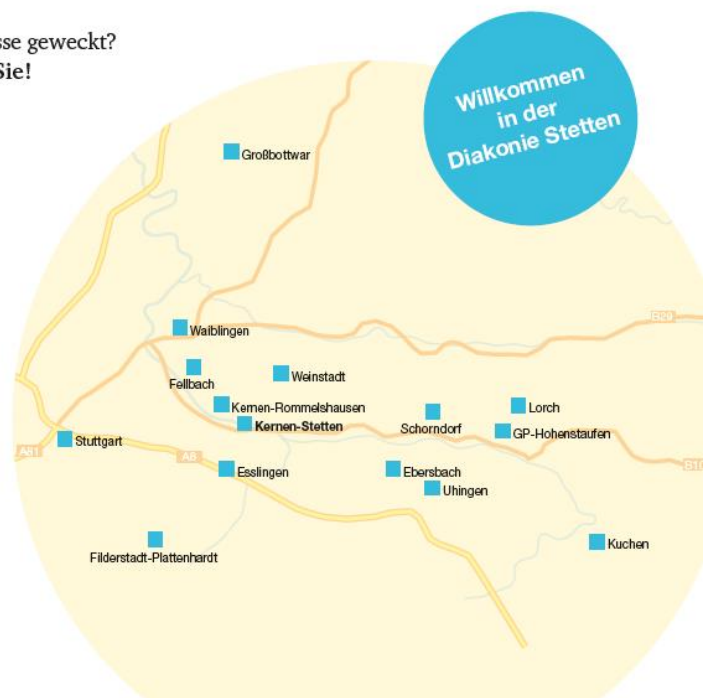 sse geweckt?
Sie!
Willkommen
in der
Diakonie Stetten
Großbottwar
B29
Waiblingen
Weinstadt
Fellbach
Kernen-Rommelshausen
Lorch
Schorndorf
Kernen-Stetten
GP-Hohenstaufen
Stuttgart
A81
A8
B10
Esslingen
Ebersbach
Uhingen
Filderstadt-Plattenhardt
Kuchen